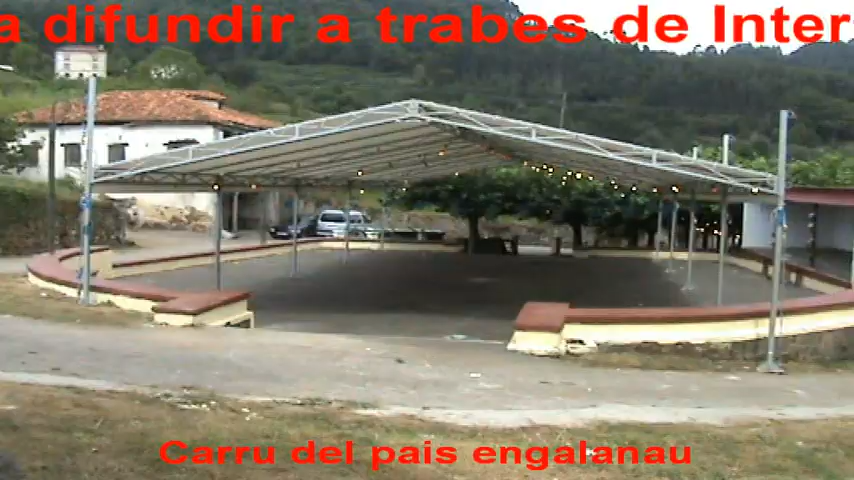 a difundir a trabes de Inter
Carru del pais engalanau